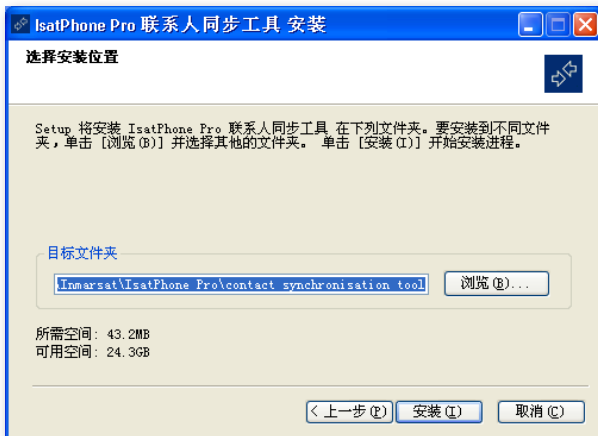 IsatPhone Pro 联系人同步工具 安装
选择安装位置
Setup 将安装 IsatPhone Pro 联系人同步工具 在下列文件夹。要安装到不同文件
夹，单击 [浏览(B)] 并选择其他的文件夹。 单击 [安装(I)] 开始安装进程。
目标文件夹
\Inmarsat\IsatPhone Pro\contact synchronisation tool
浏览(B)...
所需空间: 43.2MB
可用空间: 24.3GB
< 上一步(P)
安装(I)
取消(C)